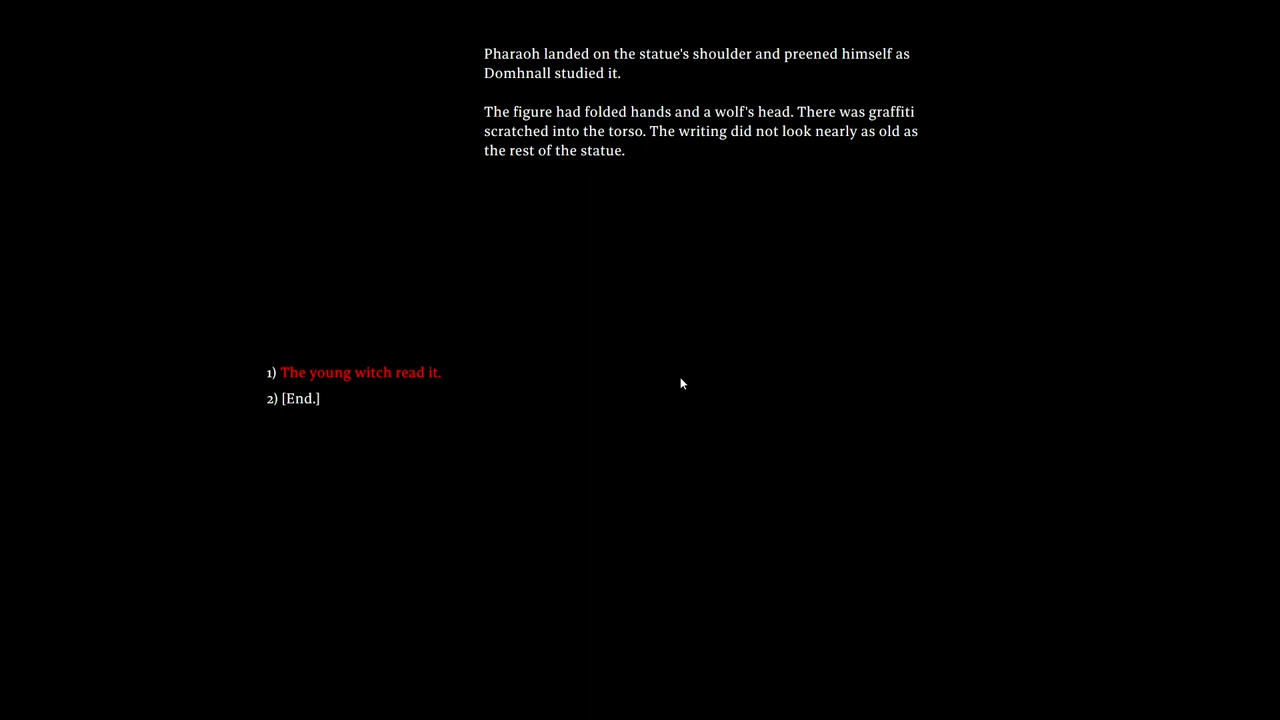 Pharaoh landed on the statue's shoulder and preened himself as
Domhnall studied it.
The figure had folded hands and a wolf's head. There was graffiti
scratched into the torso. The writing did not look nearly as old as
the rest of the statue.
1) The young witch read it.
2) [End.]